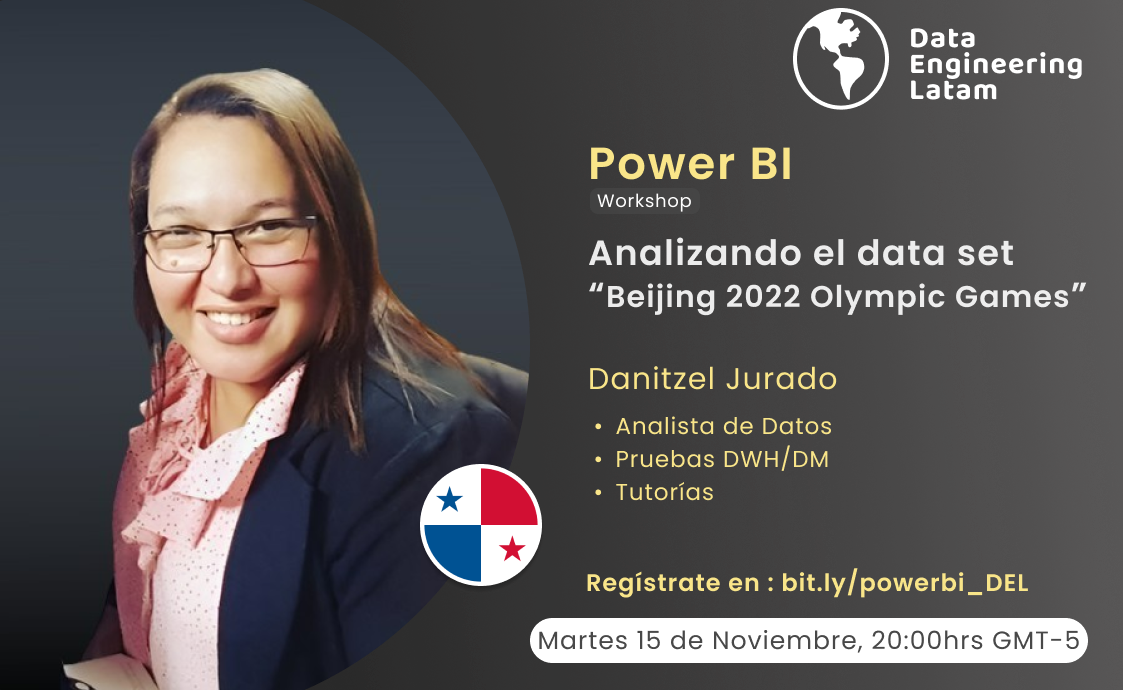 Data
Engineering
Latam
Power BI
Workshop
Analizando el data set
“Beijing 2022 Olympic Games”
Danitzel Jurado
• Analista de Datos
• Pruebas DWH/DM
• Tutorías
Regístrate en : bit.ly/powerbi_DEL
Martes 15 de Noviembre, 20:00hrs GMT-5